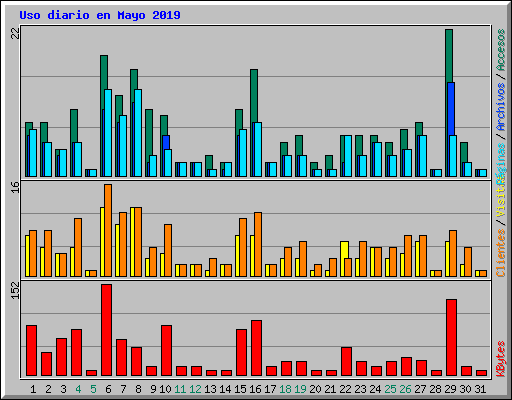 Uso diario en Mayo 2019
22
16
152
Clientes / Visitas
Páginas / Archivos / Accesos
KBytes
1 2 3 4 5 6 7 8 9 10 11 12 13 14 15 16 17 18 19 20 21 22 23 24 25 26 27 28 29 30 31